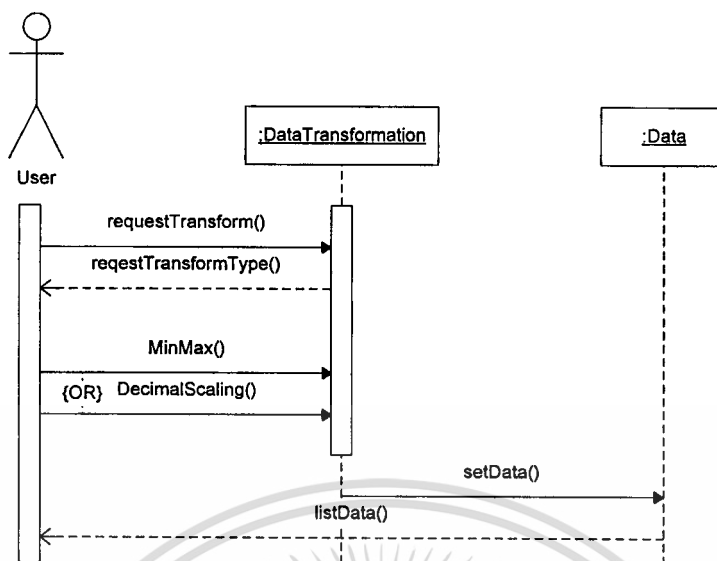 :DataTransformation
:Data
User
requestTransform()
reqestTransformType()
MinMax()
{OR} DecimalScaling()
setData()
listData()